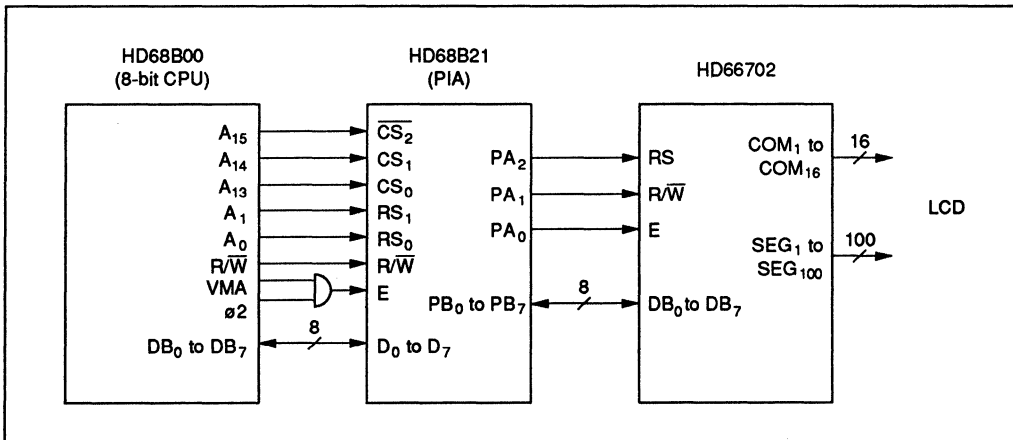 HD68B00
(8-bit CPU)
HD68B21
(PIA)
HD66702
A15
A14
A13
A1
A0
R/W̅
VMA
ø2
DB0 to DB7
8
C̅S̅2̅
CS1
CS0
RS1
RS0
R/W̅
E
D0 to D7
PA2
PA1
PA0
PB0 to PB7
8
RS
R/W̅
E
DB0 to DB7
COM1 to
COM16
16
SEG1 to
SEG100
100
LCD